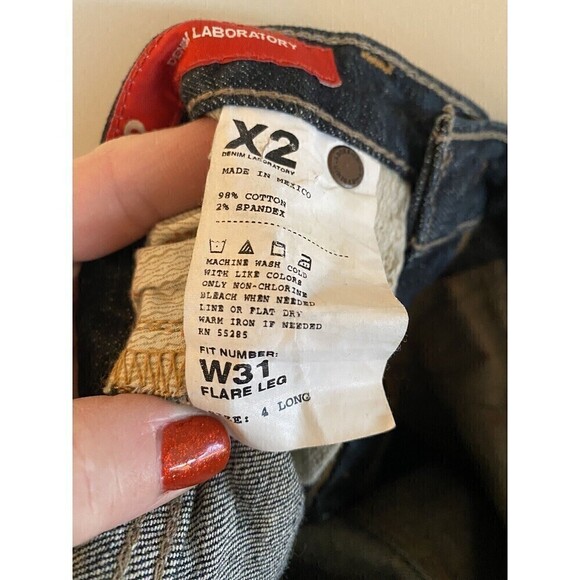 DENIM LABORATORY
X2
DENIM LABORATORY
MADE IN MEXICO
98% COTTON
2% SPANDEX
MACHINE WASH COLD
WITH LIKE COLORS
ONLY NON-CHLORINE
BLEACH WHEN NEEDED
LINE OR FLAT DRY
WARM IRON IF NEEDED
RN 55285
FIT NUMBER:
W31
FLARE LEG
SIZE: 4 LONG